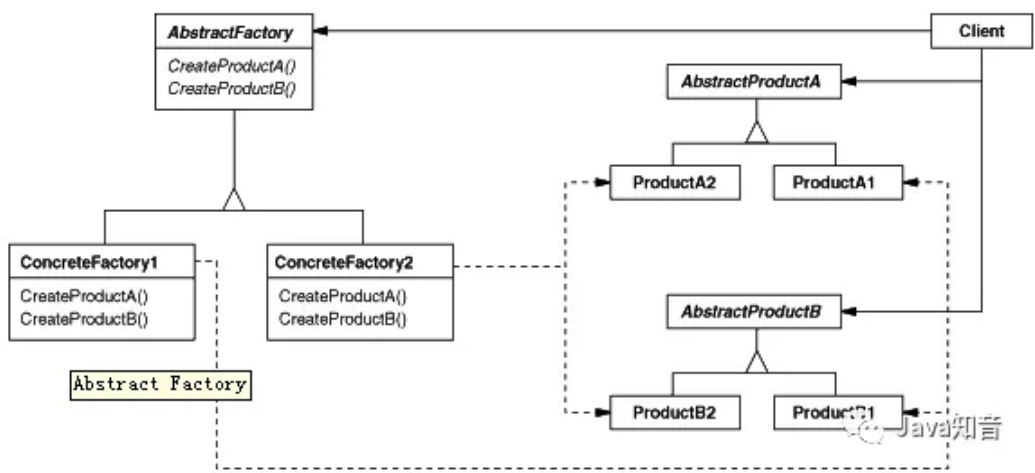 AbstractFactory
CreateProductA()
CreateProductB()
Client
AbstractProductA
ProductA2
ProductA1
ConcreteFactory1
CreateProductA()
CreateProductB()
ConcreteFactory2
CreateProductA()
CreateProductB()
AbstractProductB
Abstract Factory
ProductB2
ProductB1
Java知音